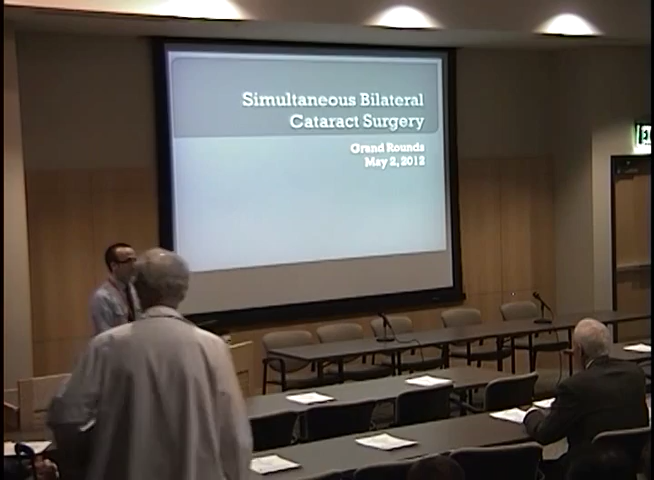 Simultaneous Bilateral
Cataract Surgery
Grand Rounds
May 2, 2012